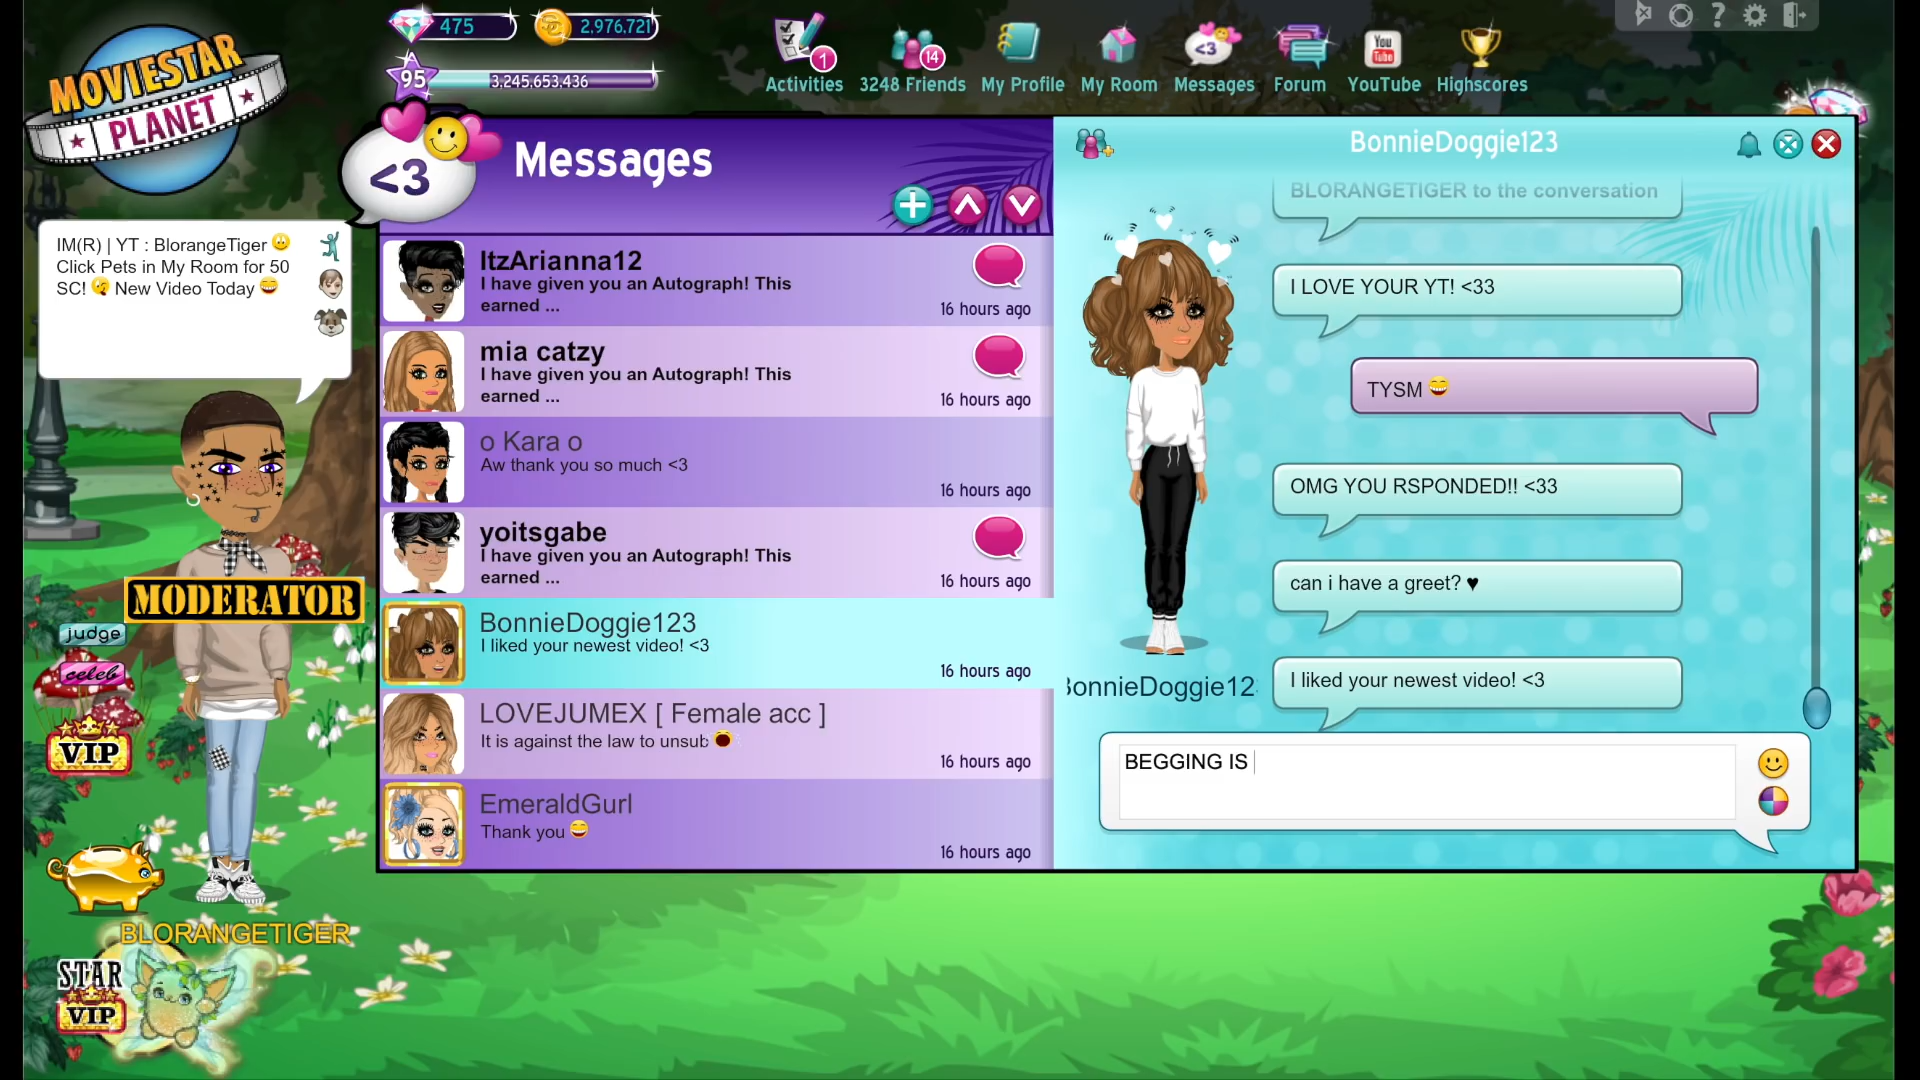 475
2,976,721
95
3.245.653.436
1
14
Activities
3248 Friends
My Profile
My Room
Messages
Forum
YouTube
Highscores
MOVIESTAR
PLANET
<3
Messages
BonnieDoggie123
IM(R) | YT : BlorangeTiger 
Click Pets in My Room for 50
SC! New Video Today
ItzArianna12
I have given you an Autograph! This
earned ...
16 hours ago
mia catzy
I have given you an Autograph! This
earned ...
16 hours ago
o Kara o
Aw thank you so much <3
16 hours ago
yoitsgabe
I have given you an Autograph! This
earned ...
16 hours ago
BonnieDoggie123
I liked your newest video! <3
16 hours ago
LOVEJUMEX [ Female acc ]
It is against the law to unsub
16 hours ago
EmeraldGurl
Thank you 😄
16 hours ago
BLORANGETIGER to the conversation
I LOVE YOUR YT! <33
TYSM 😄
OMG YOU RSPONDED!! <33
can i have a greet? ♥
I liked your newest video! <3
BonnieDoggie12
BEGGING IS
MODERATOR
judge
celeb
VIP
BLORANGETIGER
STAR
VIP